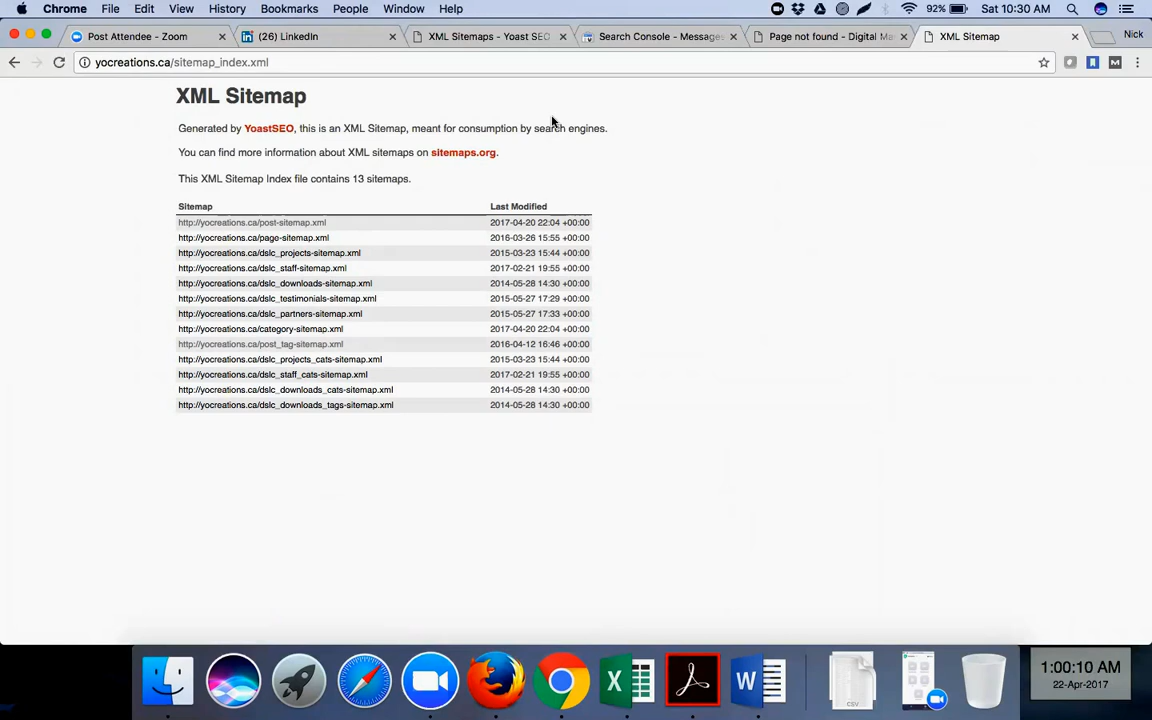 Chrome File Edit View History Bookmarks People Window Help 92% Sat 10:30 AM
Post Attendee - Zoom (26) LinkedIn XML Sitemaps - Yoast SEO Search Console - Messages Page not found - Digital Ma XML Sitemap Nick
yocreations.ca/sitemap_index.xml
XML Sitemap
Generated by YoastSEO, this is an XML Sitemap, meant for consumption by search engines.
You can find more information about XML sitemaps on sitemaps.org.
This XML Sitemap Index file contains 13 sitemaps.
Sitemap Last Modified
http://yocreations.ca/post-sitemap.xml 2017-04-20 22:04 +00:00
http://yocreations.ca/page-sitemap.xml 2016-03-26 15:55 +00:00
http://yocreations.ca/dslc_projects-sitemap.xml 2015-03-23 15:44 +00:00
http://yocreations.ca/dslc_staff-sitemap.xml 2017-02-21 19:55 +00:00
http://yocreations.ca/dslc_downloads-sitemap.xml 2014-05-28 14:30 +00:00
http://yocreations.ca/dslc_testimonials-sitemap.xml 2015-05-27 17:29 +00:00
http://yocreations.ca/dslc_partners-sitemap.xml 2015-05-27 17:33 +00:00
http://yocreations.ca/category-sitemap.xml 2017-04-20 22:04 +00:00
http://yocreations.ca/post_tag-sitemap.xml 2016-04-12 16:46 +00:00
http://yocreations.ca/dslc_projects_cats-sitemap.xml 2015-03-23 15:44 +00:00
http://yocreations.ca/dslc_staff_cats-sitemap.xml 2017-02-21 19:55 +00:00
http://yocreations.ca/dslc_downloads_cats-sitemap.xml 2014-05-28 14:30 +00:00
http://yocreations.ca/dslc_downloads_tags-sitemap.xml 2014-05-28 14:30 +00:00
X W CSV
1:00:10 AM
22-Apr-2017